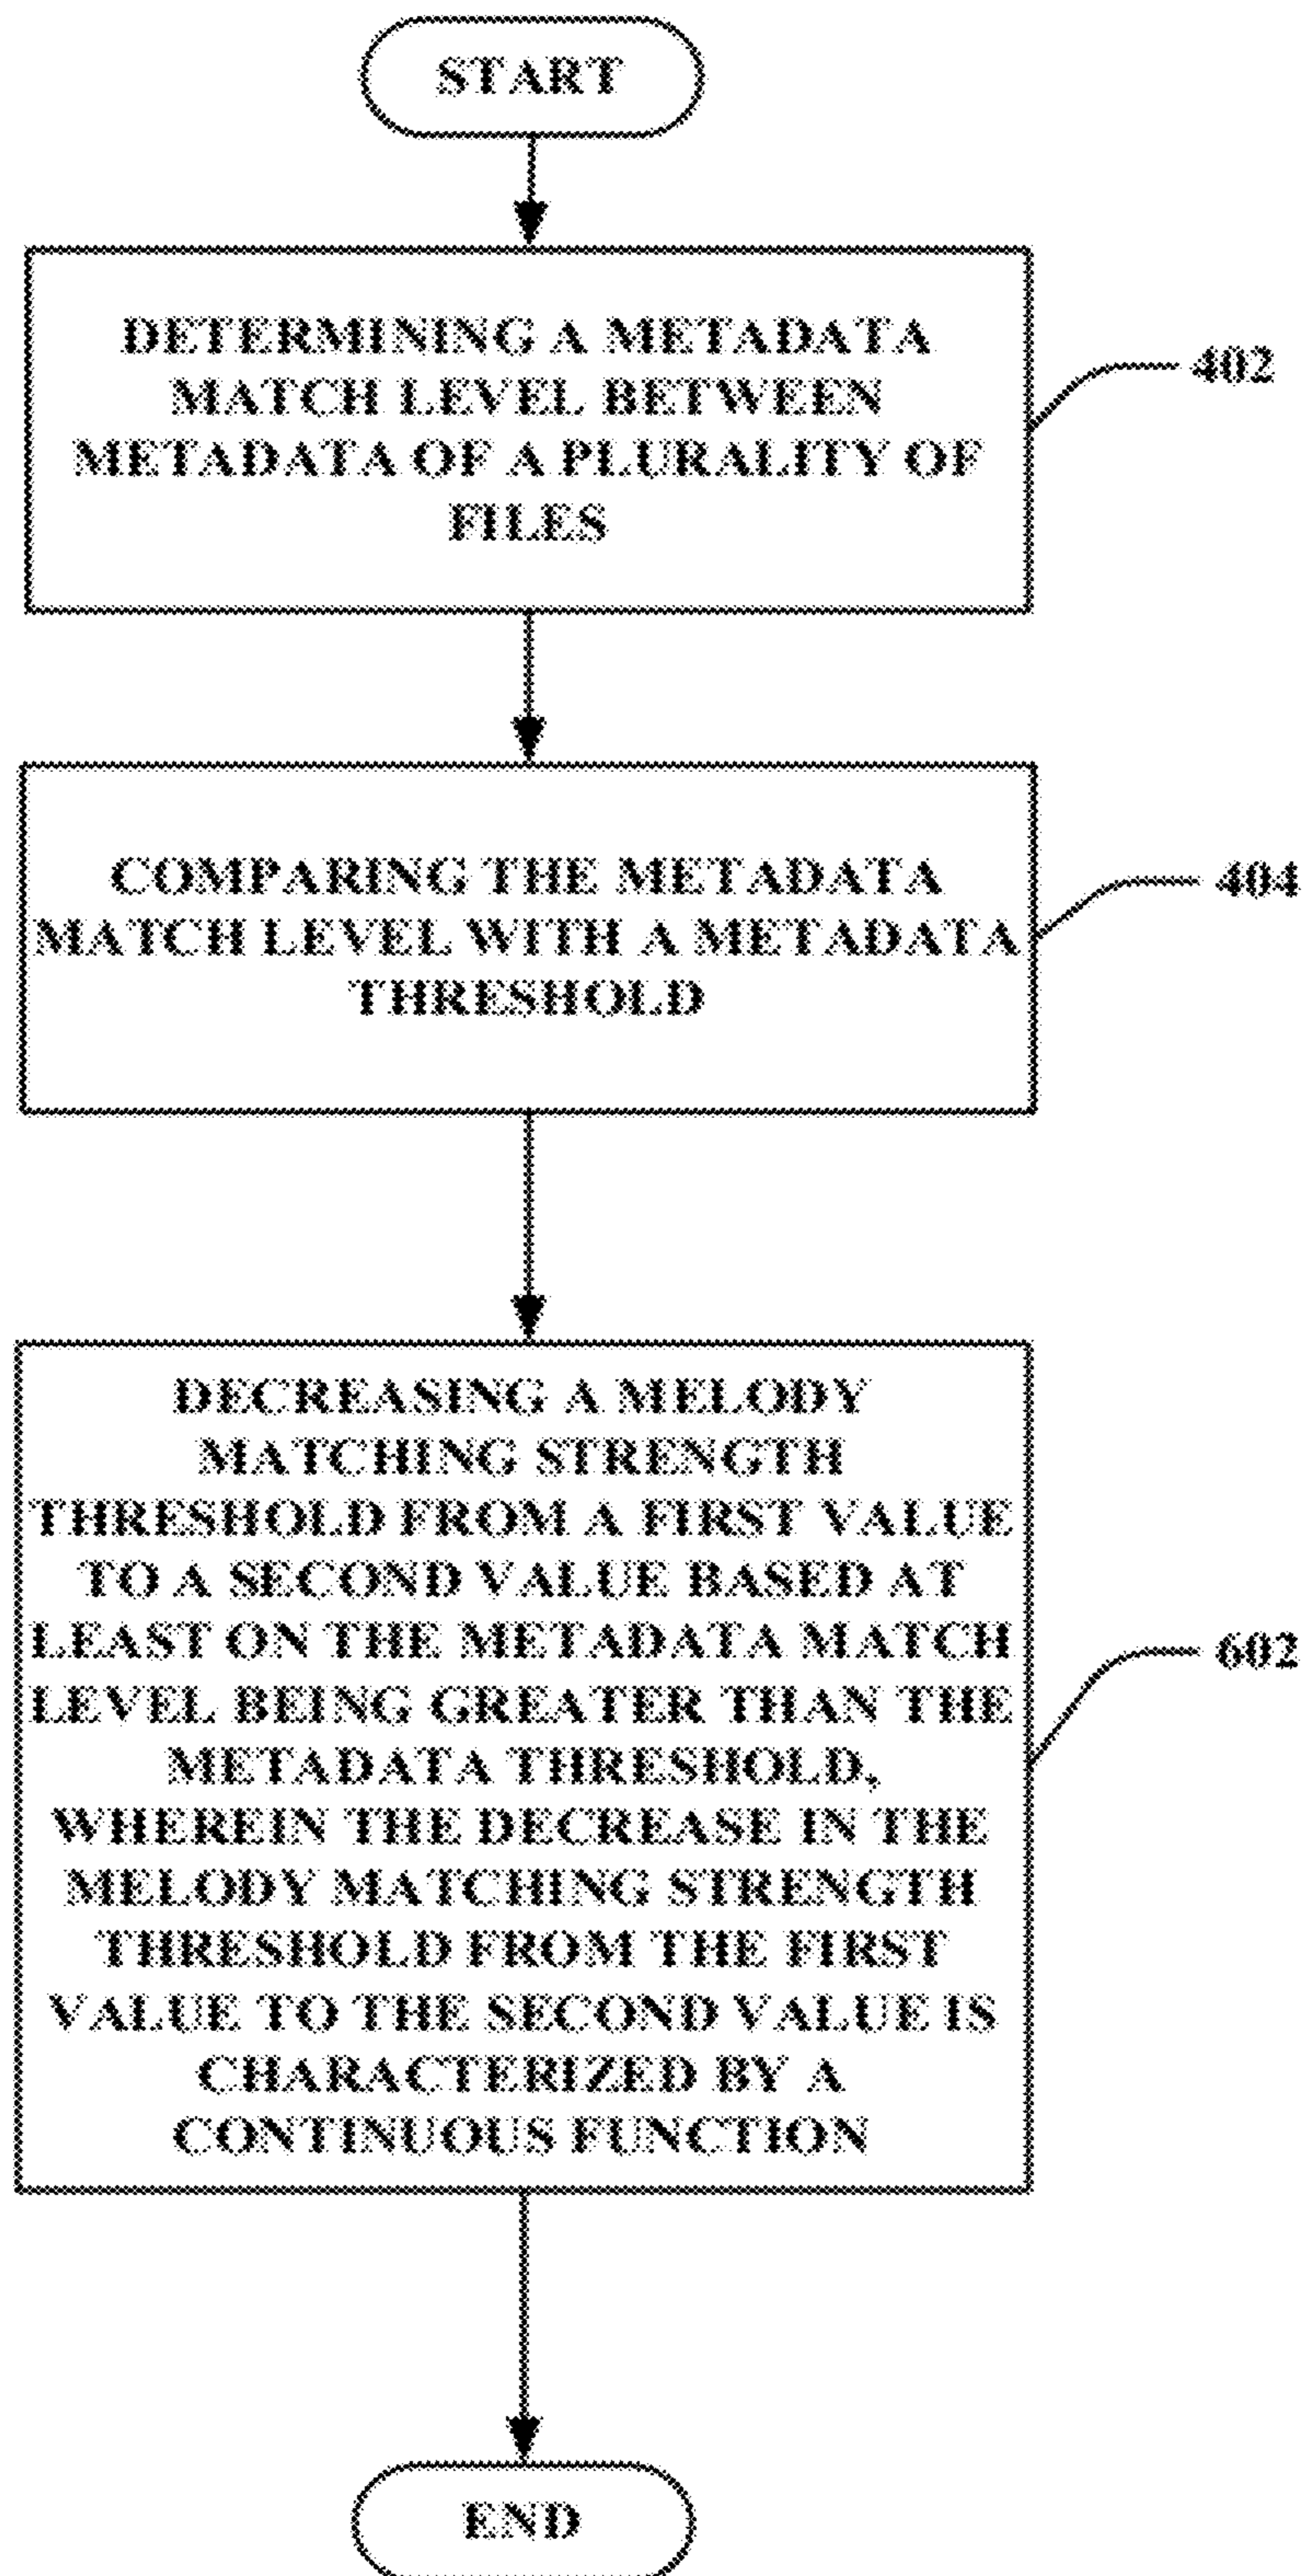 START
DETERMINING A METADATA
MATCH LEVEL BETWEEN
METADATA OF A PLURALITY OF
FILES
402
COMPARING THE METADATA
MATCH LEVEL WITH A METADATA
THRESHOLD
404
DECREASING A MELODY
MATCHING STRENGTH
THRESHOLD FROM A FIRST VALUE
TO A SECOND VALUE BASED AT
LEAST ON THE METADATA MATCH
LEVEL BEING GREATER THAN THE
METADATA THRESHOLD,
WHEREIN THE DECREASE IN THE
MELODY MATCHING STRENGTH
THRESHOLD FROM THE FIRST
VALUE TO THE SECOND VALUE IS
CHARACTERIZED BY A
CONTINUOUS FUNCTION
602
END